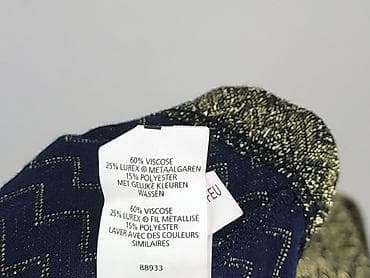 60% VISCOSE
25% LUREX ® METAALGAREN
15% POLYESTER
MET GELIJKE KLEUREN
WASSEN
60% VISCOSE
25% LUREX ® FIL METALLISE
15% POLYESTER
LAVER AVEC DES COULEURS
SIMILAIRES
88933